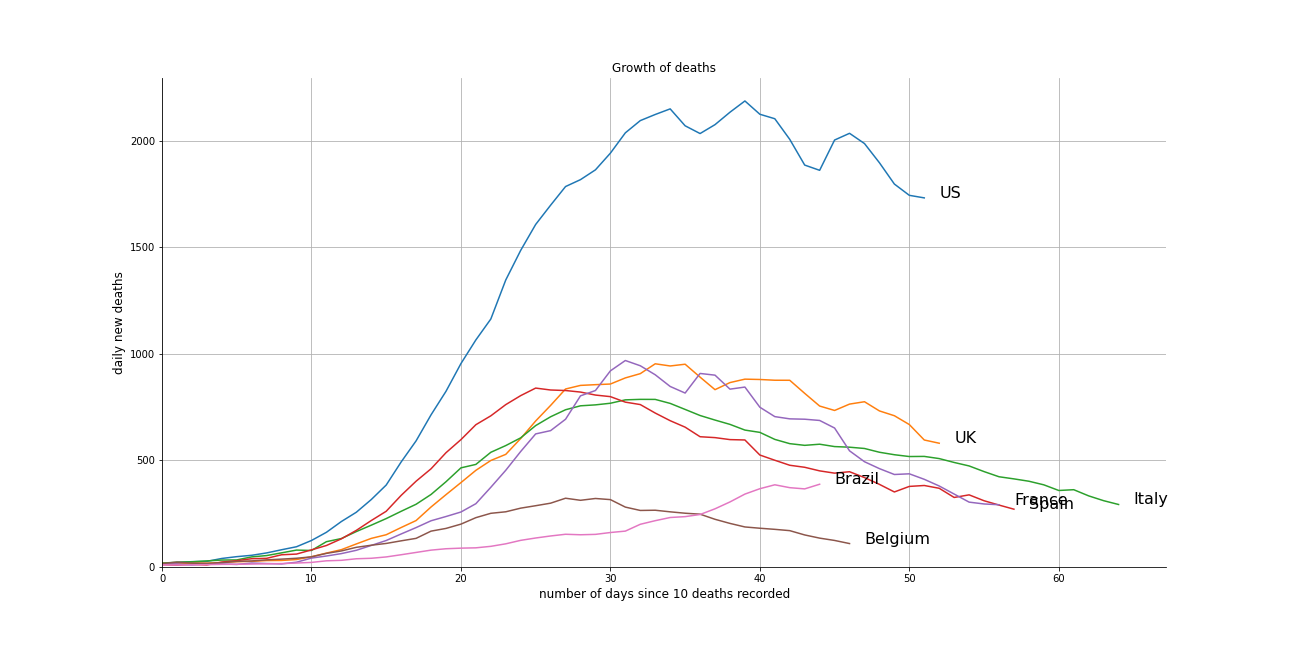 Growth of deaths
daily new deaths
2000
1500
1000
500
0
US
UK
Brazil
France
Spain
Italy
Belgium
0 10 20 30 40 50 60
number of days since 10 deaths recorded